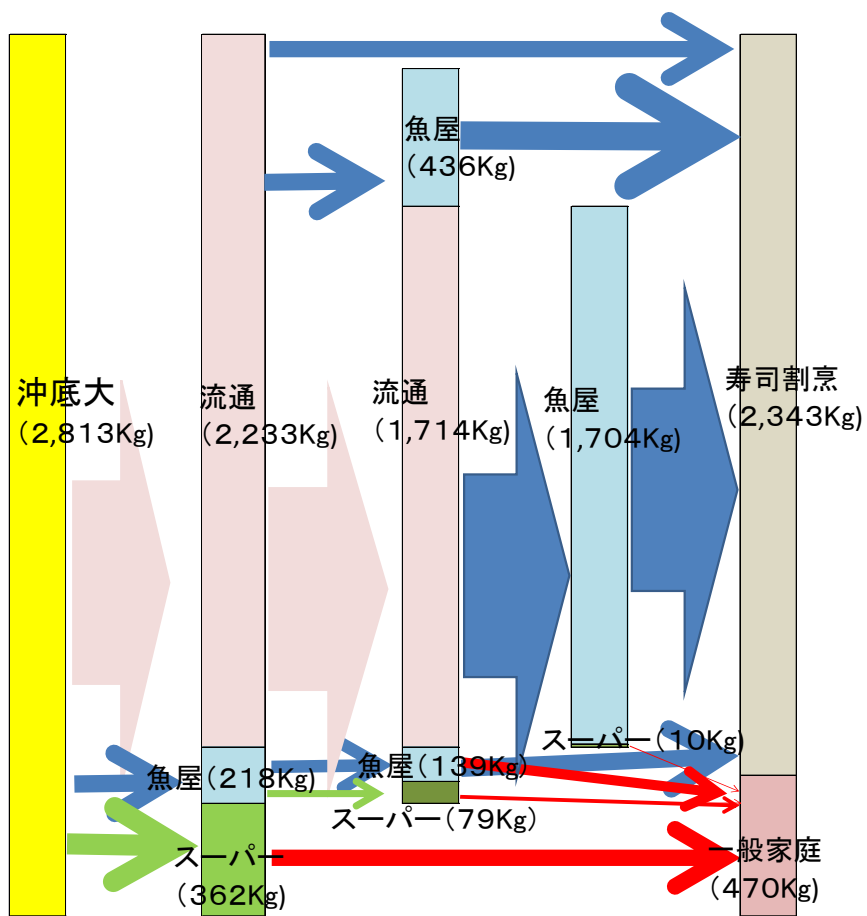 沖底大
(2,813Kg)
流通
(2,233Kg)
魚屋(218Kg)
スーパー
(362Kg)
魚屋
(436Kg)
流通
(1,714Kg)
魚屋(139Kg)
スーパー(79Kg)
魚屋
(1,704Kg)
スーパー(10Kg)
寿司割烹
(2,343Kg)
一般家庭
(470Kg)